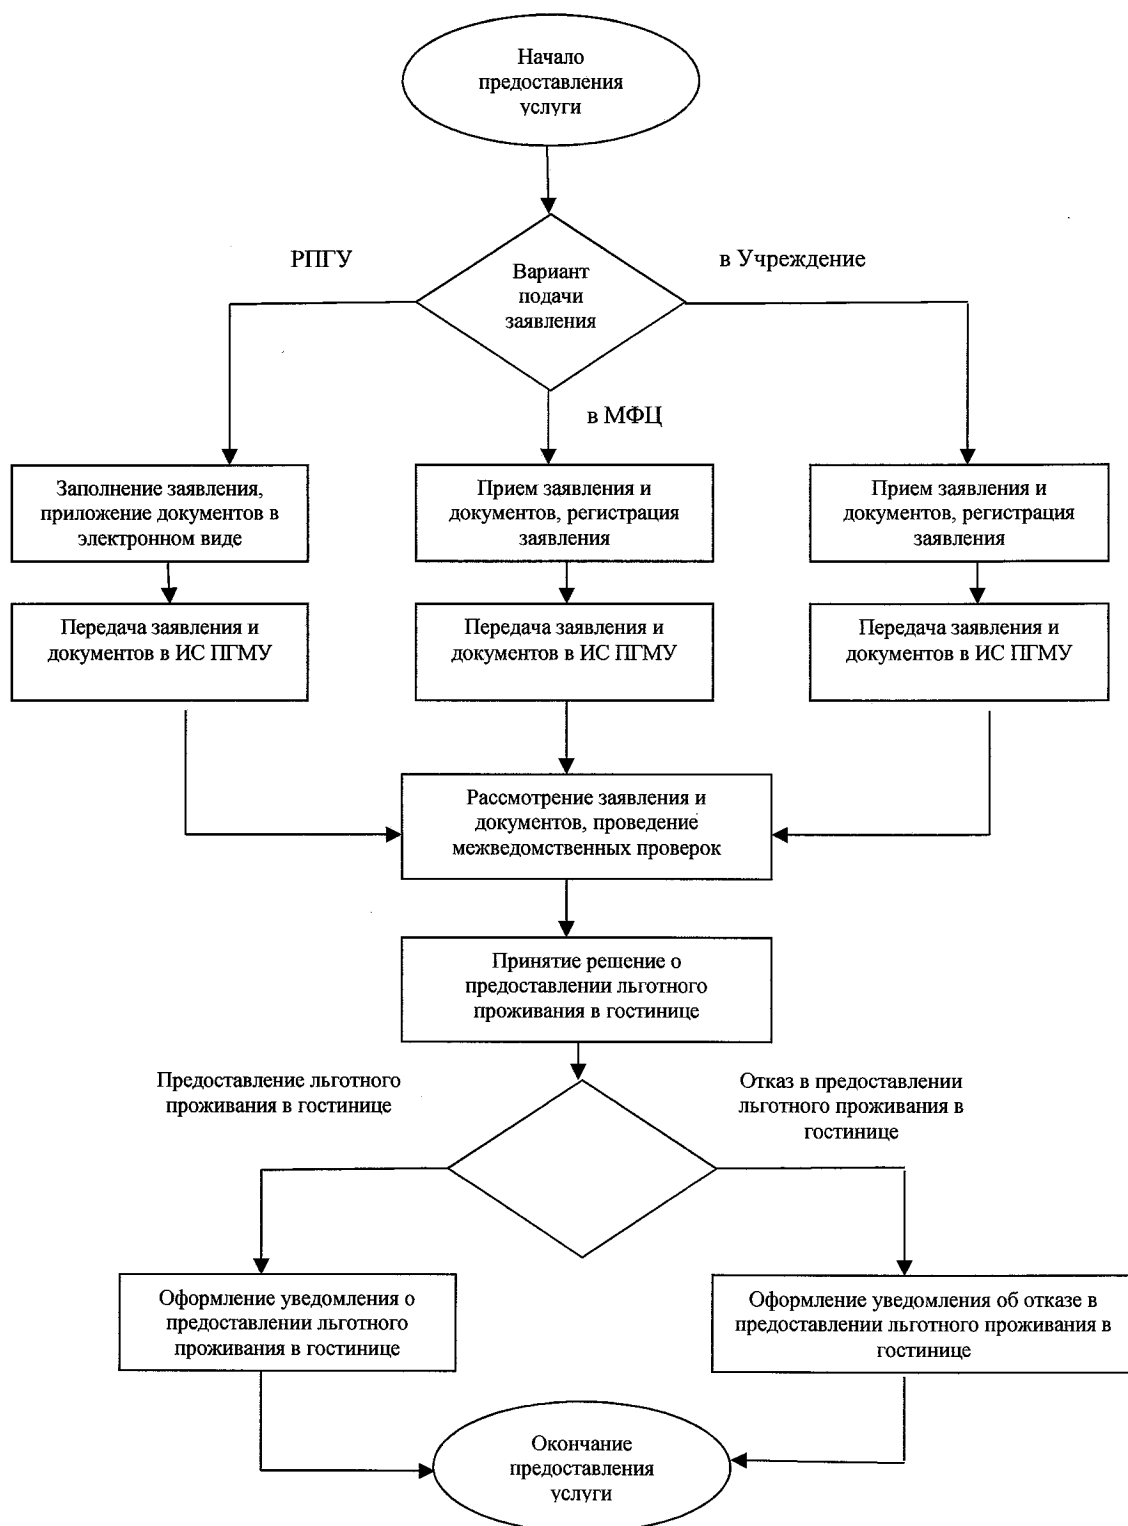 Начало
предоставления
услуги
РПГУ
в Учреждение
Вариант
подачи
заявления
в МФЦ
Заполнение заявления,
приложение документов в
электронном виде
Прием заявления и
документов, регистрация
заявления
Прием заявления и
документов, регистрация
заявления
Передача заявления и
документов в ИС ПГМУ
Передача заявления и
документов в ИС ПГМУ
Передача заявления и
документов в ИС ПГМУ
Рассмотрение заявления и
документов, проведение
межведомственных проверок
Принятие решение о
предоставлении льготного
проживания в гостинице
Предоставление льготного
проживания в гостинице
Отказ в предоставлении
льготного проживания в
гостинице
Оформление уведомления о
предоставлении льготного
проживания в гостинице
Оформление уведомления об отказе в
предоставлении льготного проживания в
гостинице
Окончание
предоставления
услуги